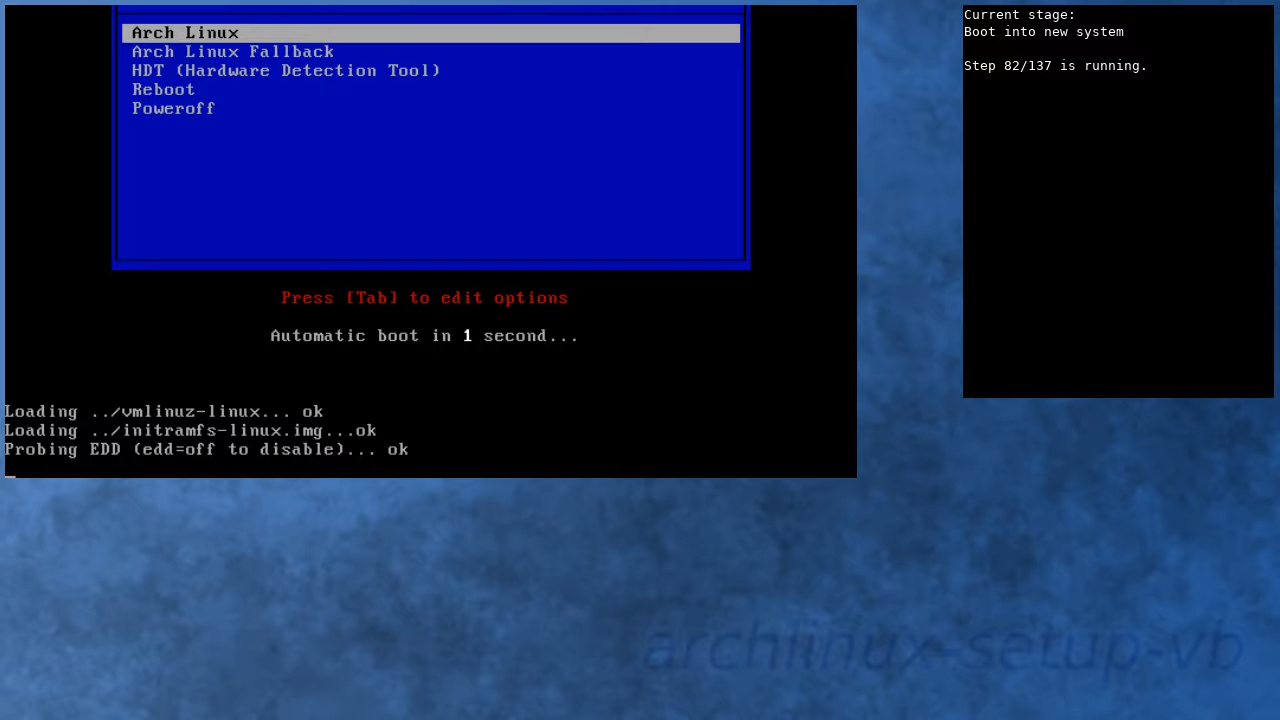 Arch Linux
Arch Linux Fallback
HDT (Hardware Detection Tool)
Reboot
Poweroff
Press [Tab] to edit options
Automatic boot in 1 second...
Loading ../vmlinuz-linux... ok
Loading ../initramfs-linux.img...ok
Probing EDD (edd=off to disable)... ok
_
Current stage:
Boot into new system
Step 82/137 is running.
archlinux-setup-vb